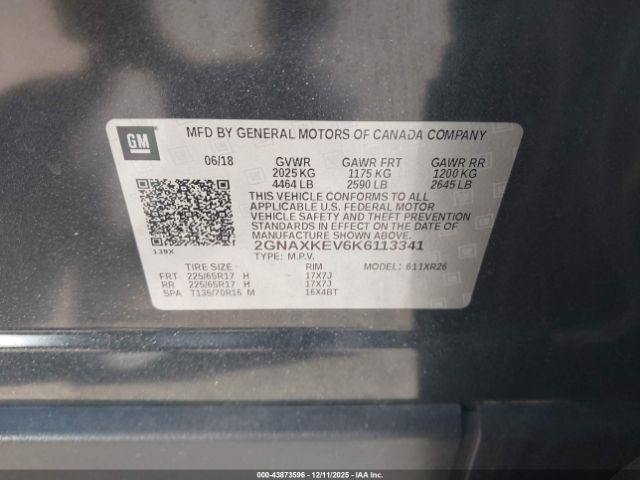 GM
MFD BY GENERAL MOTORS OF CANADA COMPANY
06/18 GVWR GAWR FRT GAWR RR
2025 KG 1175 KG 1200 KG
4464 LB 2590 LB 2645 LB
THIS VEHICLE CONFORMS TO ALL
APPLICABLE U.S. FEDERAL MOTOR
VEHICLE SAFETY AND THEFT PREVENTION
STANDARDS IN EFFECT ON THE DATE OF
MANUFACTURE SHOWN ABOVE.
139X 2GNAXKEV6K6113341
TYPE: M.P.V.
TIRE SIZE RIM MODEL: 611XR26
FRT 225/65R17 H 17X7J
RR 225/65R17 H 17X7J
SPA T135/70R16 M 16X4BT
000-43873596 - 12/11/2025 - IAA Inc.